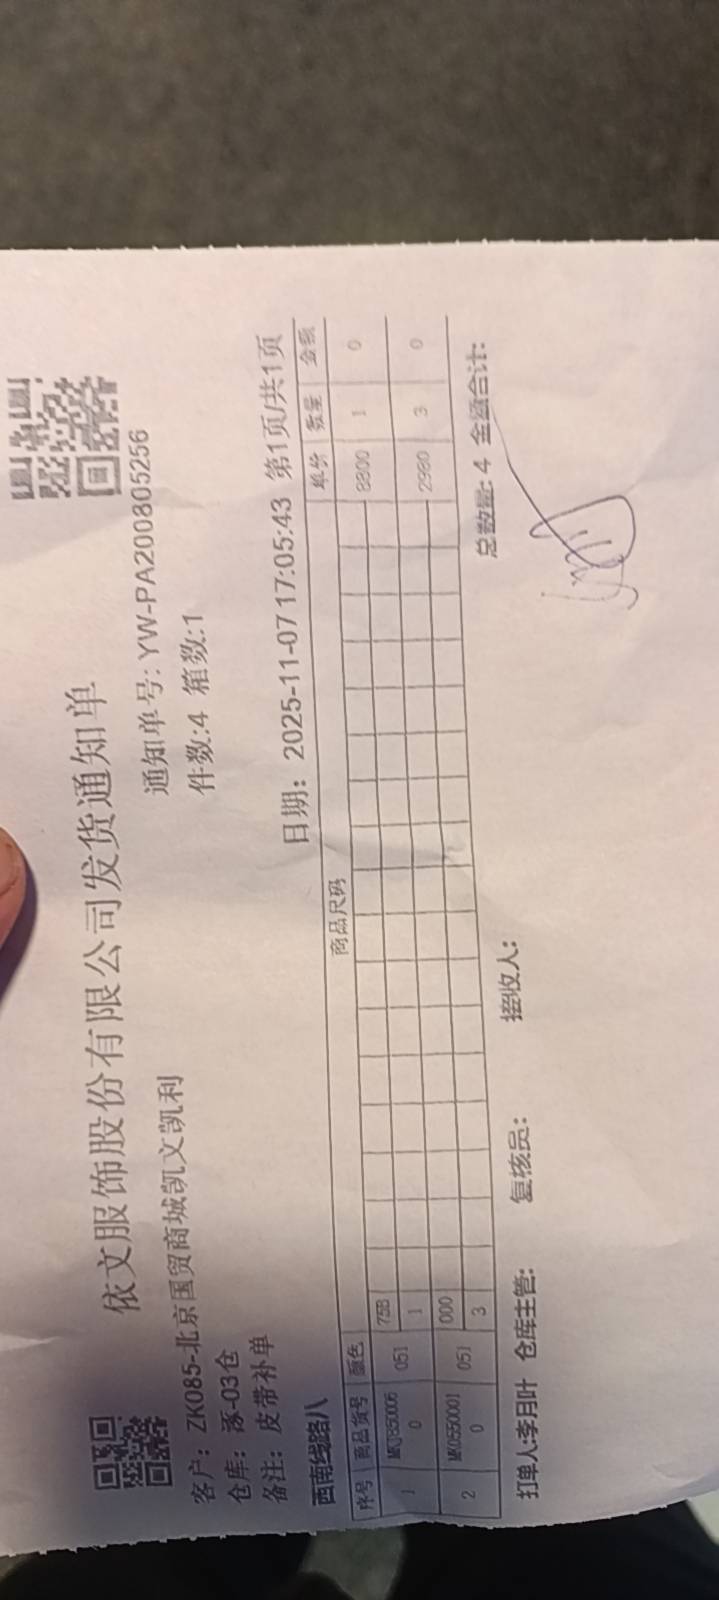 依文服饰股份有限公司发货通知单
客户: ZK085-北京国贸商城凯文凯利
通知单号: YW-PA200805256
仓库: 涿-03仓
件数:4 箱数:1
备注: 皮带补单
西南线路八
日期: 2025-11-07 17:05:43 第1页/共1页
序号 商品货号 颜色 商品尺码 单价 数量 金额
1 0 051 75B 1 8800 1 0
2 MK05500010 051 000 3 2980 3 0
总数量: 4 金额合计:
打单人:李月叶 仓库主管: 复核员: 接收人: